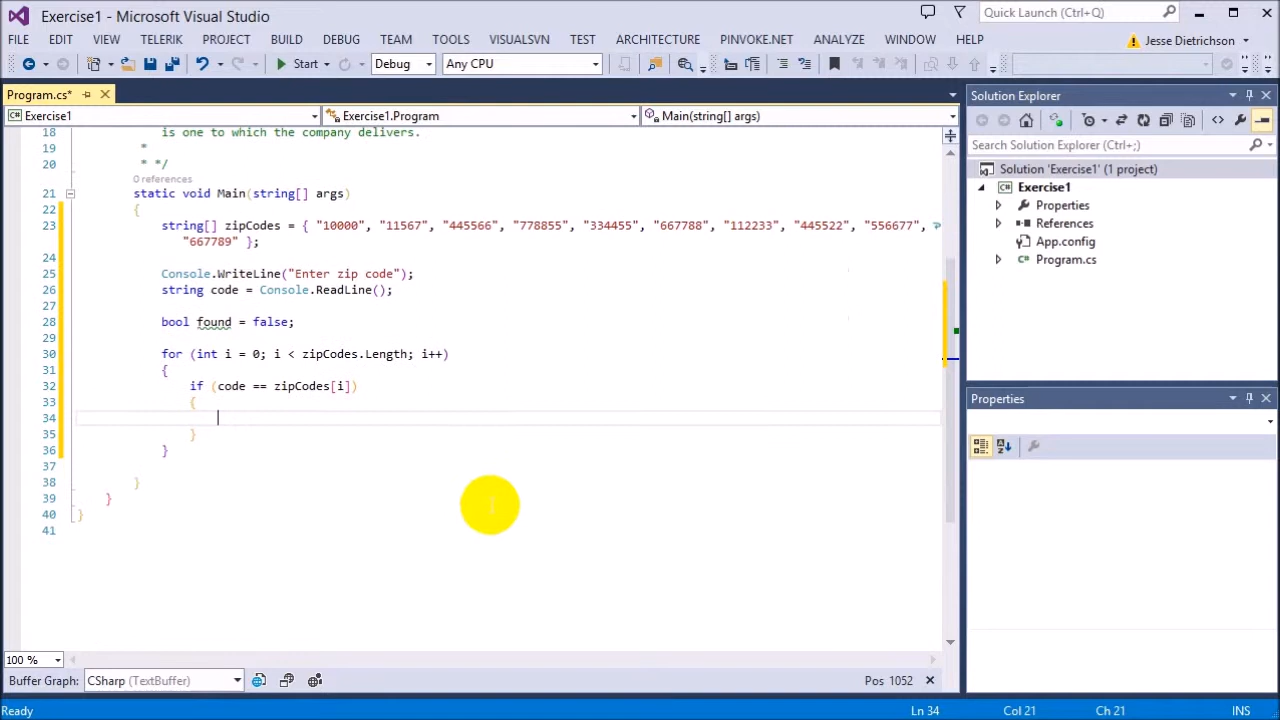 Exercise1 - Microsoft Visual Studio
Quick Launch (Ctrl+Q)
FILE EDIT VIEW TELERIK PROJECT BUILD DEBUG TEAM TOOLS VISUALSVN TEST ARCHITECTURE PINVOKE.NET ANALYZE WINDOW HELP
Jesse Dietrichson
Start Debug Any CPU
Program.cs*
Exercise1 Exercise1.Program Main(string[] args)
18 is one to which the company delivers.
19 *
20 * */
0 references
21 static void Main(string[] args)
22 {
23 string[] zipCodes = { "10000", "11567", "445566", "778855", "334455", "667788", "112233", "445522", "556677",
"667789" };
24
25 Console.WriteLine("Enter zip code");
26 string code = Console.ReadLine();
27
28 bool found = false;
29
30 for (int i = 0; i < zipCodes.Length; i++)
31 {
32 if (code == zipCodes[i])
33 {
34
35 }
36 }
37
38 }
39 }
40 }
41
100 %
Buffer Graph: CSharp (TextBuffer) Pos 1052
Solution Explorer
Search Solution Explorer (Ctrl+;)
Solution 'Exercise1' (1 project)
Exercise1
Properties
References
App.config
Program.cs
Properties
Ready Ln 34 Col 21 Ch 21 INS